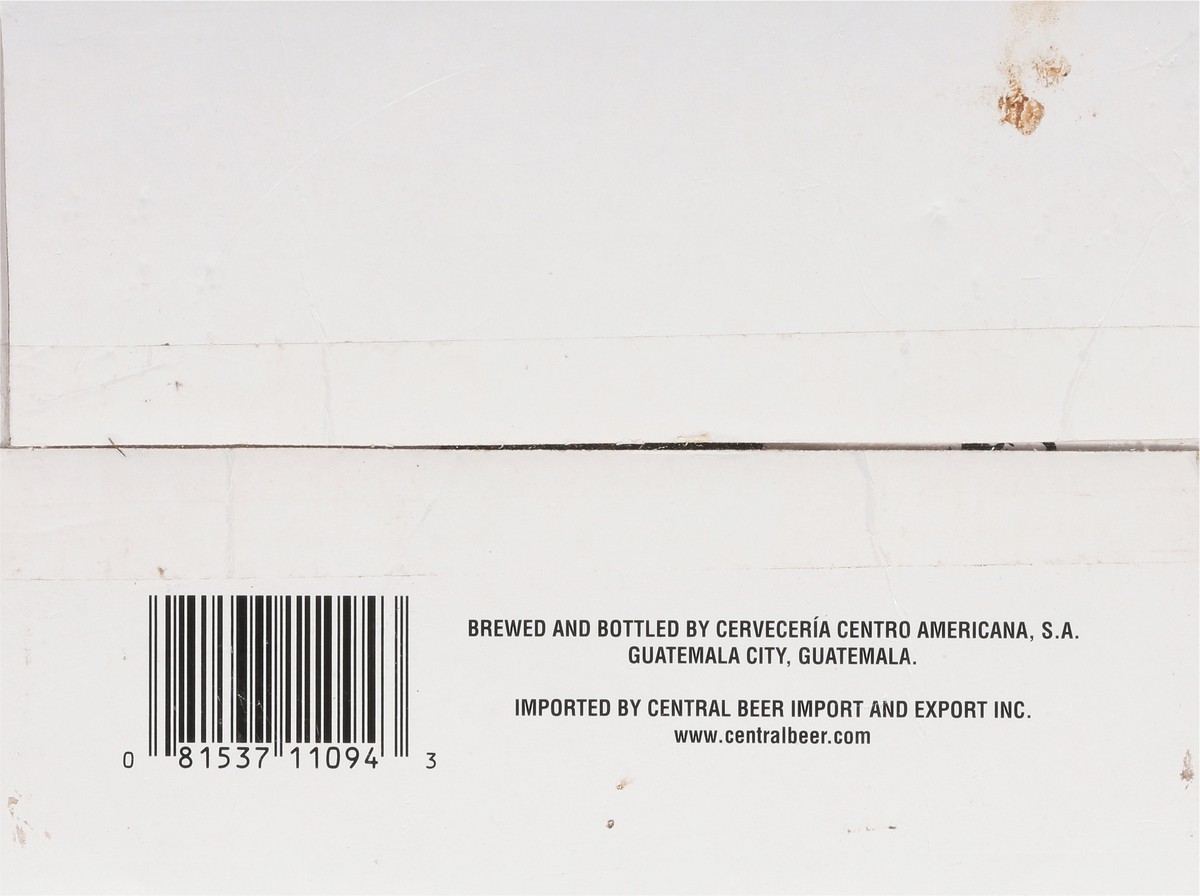 BREWED AND BOTTLED BY CERVECERÍA CENTRO AMERICANA, S.A.
GUATEMALA CITY, GUATEMALA.
IMPORTED BY CENTRAL BEER IMPORT AND EXPORT INC.
www.centralbeer.com
0 81537 11094 3